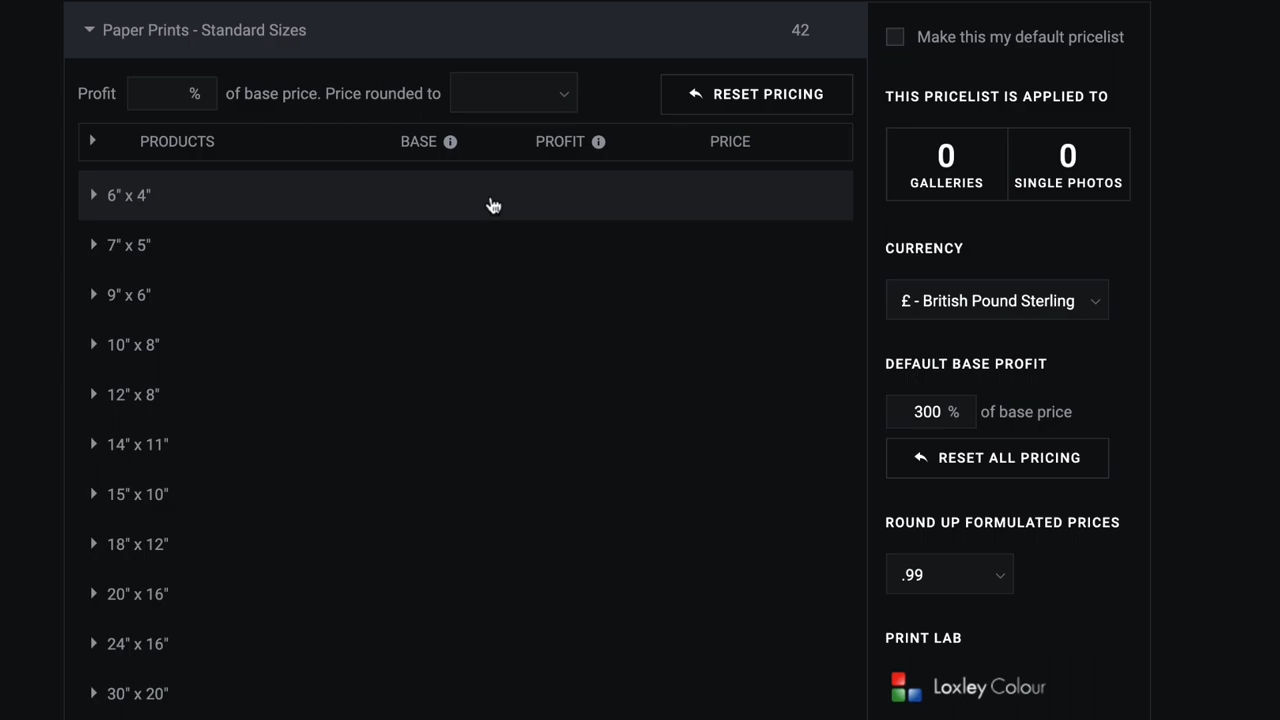 Paper Prints - Standard Sizes 42
Profit % of base price. Price rounded to RESET PRICING
PRODUCTS BASE PROFIT PRICE
6" x 4"
7" x 5"
9" x 6"
10" x 8"
12" x 8"
14" x 11"
15" x 10"
18" x 12"
20" x 16"
24" x 16"
30" x 20"
Make this my default pricelist
THIS PRICELIST IS APPLIED TO
0 0
GALLERIES SINGLE PHOTOS
CURRENCY
£ - British Pound Sterling
DEFAULT BASE PROFIT
300 % of base price
RESET ALL PRICING
ROUND UP FORMULATED PRICES
.99
PRINT LAB
Loxley Colour